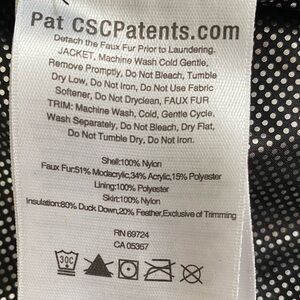 Pat CSCPatents.com
Detach the Faux Fur Prior to Laundering.
JACKET, Machine Wash Cold Gentle,
Remove Promptly, Do Not Bleach, Tumble
Dry Low, Do Not Iron, Do Not Use Fabric
Softener, Do Not Dryclean, FAUX FUR
TRIM: Machine Wash, Cold, Gentle Cycle,
Wash Separately, Do Not Bleach, Dry Flat,
Do Not Tumble Dry, Do Not Iron.
Shell:100% Nylon
Faux Fur:51% Modacrylic,34% Acrylic,15% Polyester
Lining:100% Polyester
Skirt:100% Nylon
Insulation:80% Duck Down,20% Feather,Exclusive of Trimming
RN 69724
CA 05367
30C